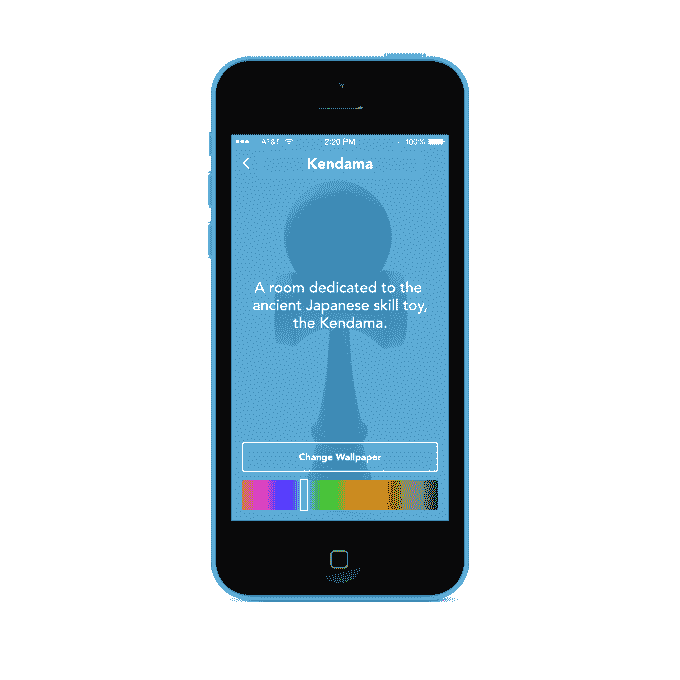 AT&T 2:20 PM 100%
Kendama
A room dedicated to the
ancient Japanese skill toy,
the Kendama.
Change Wallpaper